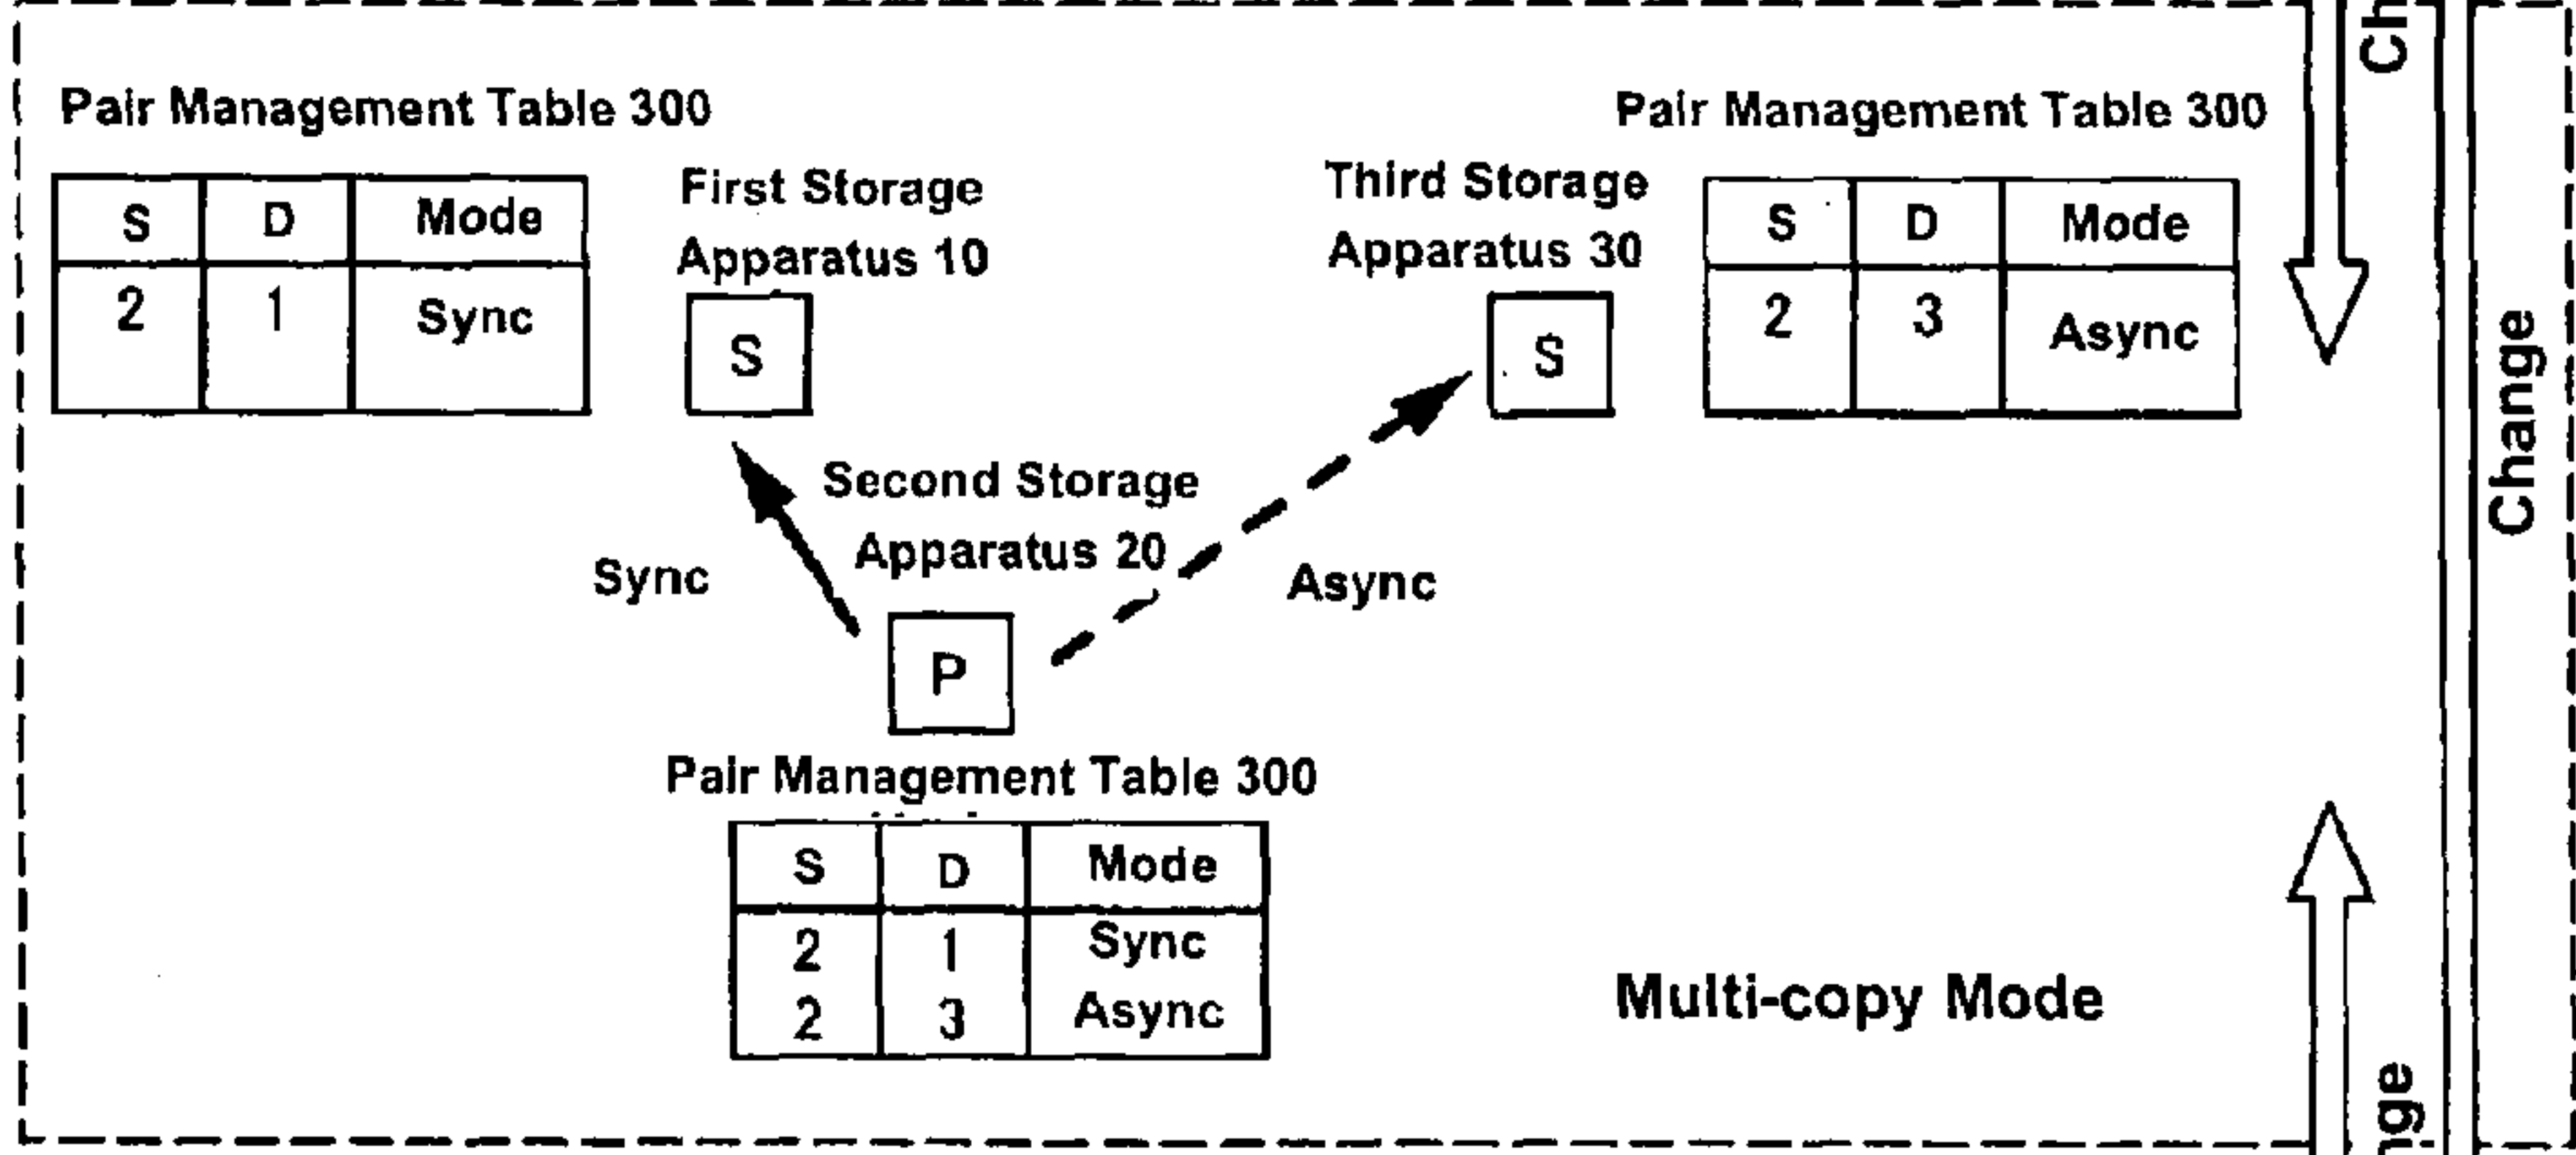 Ch
Pair Management Table 300
Pair Management Table 300
S D Mode
2 1 Sync
First Storage
Apparatus 10
S
Third Storage
Apparatus 30
S
S D Mode
2 3 Async
Change
Second Storage
Apparatus 20
Sync
Async
P
Pair Management Table 300
S D Mode
2 1 Sync
2 3 Async
Multi-copy Mode
nge